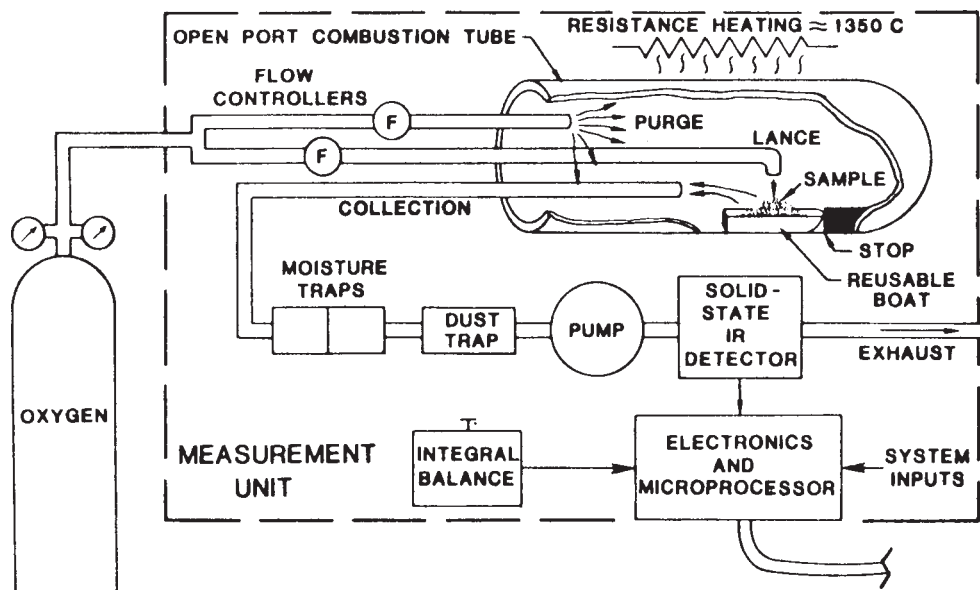 RESISTANCE HEATING ≈ 1350 C
OPEN PORT COMBUSTION TUBE
FLOW
CONTROLLERS
F
PURGE
F
LANCE
SAMPLE
COLLECTION
STOP
REUSABLE
BOAT
MOISTURE
TRAPS
DUST
TRAP
PUMP
SOLID-
STATE
IR
DETECTOR
EXHAUST
OXYGEN
MEASUREMENT
UNIT
INTEGRAL
BALANCE
ELECTRONICS
AND
MICROPROCESSOR
SYSTEM
INPUTS